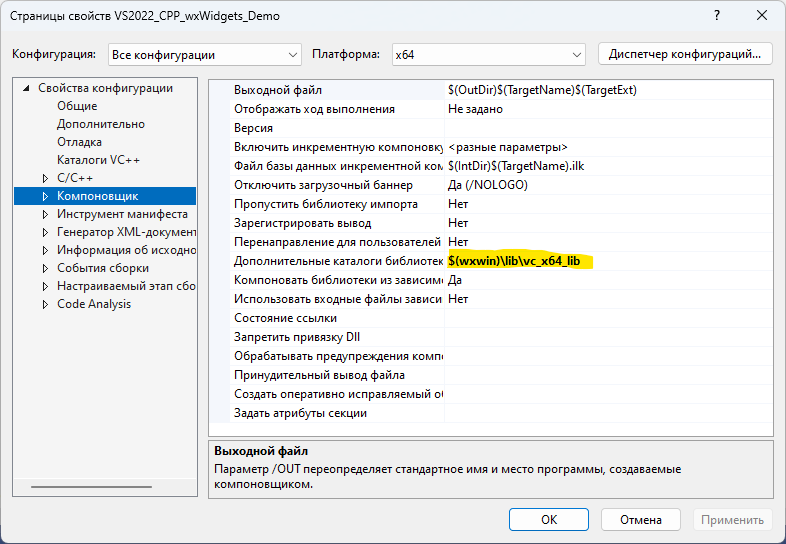 Страницы свойств VS2022_CPP_wxWidgets_Demo
Конфигурация: Все конфигурации Платформа: x64 Диспетчер конфигураций...
Свойства конфигурации
Общие
Дополнительно
Отладка
Каталоги VC++
C/C++
Компоновщик
Инструмент манифеста
Генератор XML-документ
Информация об исходно
События сборки
Настраиваемый этап сбо
Code Analysis
Выходной файл $(OutDir)$(TargetName)$(TargetExt)
Отображать ход выполнения Не задано
Версия
Включить инкрементную компоновку <разные параметры>
Файл базы данных инкрементной ком $(IntDir)$(TargetName).ilk
Отключить загрузочный баннер Да (/NOLOGO)
Пропустить библиотеку импорта Нет
Зарегистрировать вывод Нет
Перенаправление для пользователей Нет
Дополнительные каталоги библиотек $(wxwin)\lib\vc_x64_lib
Компоновать библиотеки из зависимо Да
Использовать входные файлы зависи Нет
Состояние ссылки
Запретить привязку Dll
Обрабатывать предупреждения компо
Принудительный вывод файла
Создать оперативно исправляемый об
Задать атрибуты секции
Выходной файл
Параметр /OUT переопределяет стандартное имя и место программы, создаваемые
компоновщиком.
ОК Отмена Применить